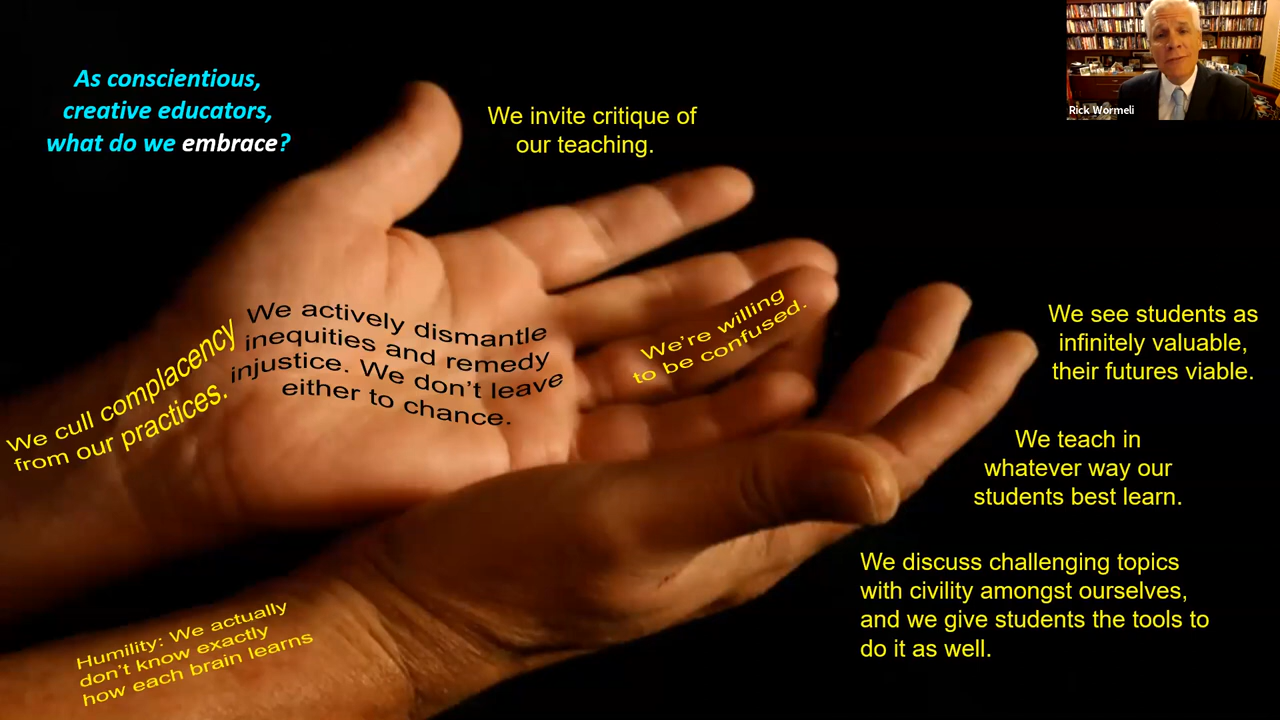 As conscientious,
creative educators,
what do we embrace?
We invite critique of
our teaching.
Rick Wormeli
We actively dismantle
inequities and remedy
injustice. We don't leave
either to chance.
We're willing
to be confused.
We cull complacency
from our practices.
We see students as
infinitely valuable,
their futures viable.
We teach in
whatever way our
students best learn.
We discuss challenging topics
with civility amongst ourselves,
and we give students the tools to
do it as well.
Humility: We actually
don't know exactly
how each brain learns